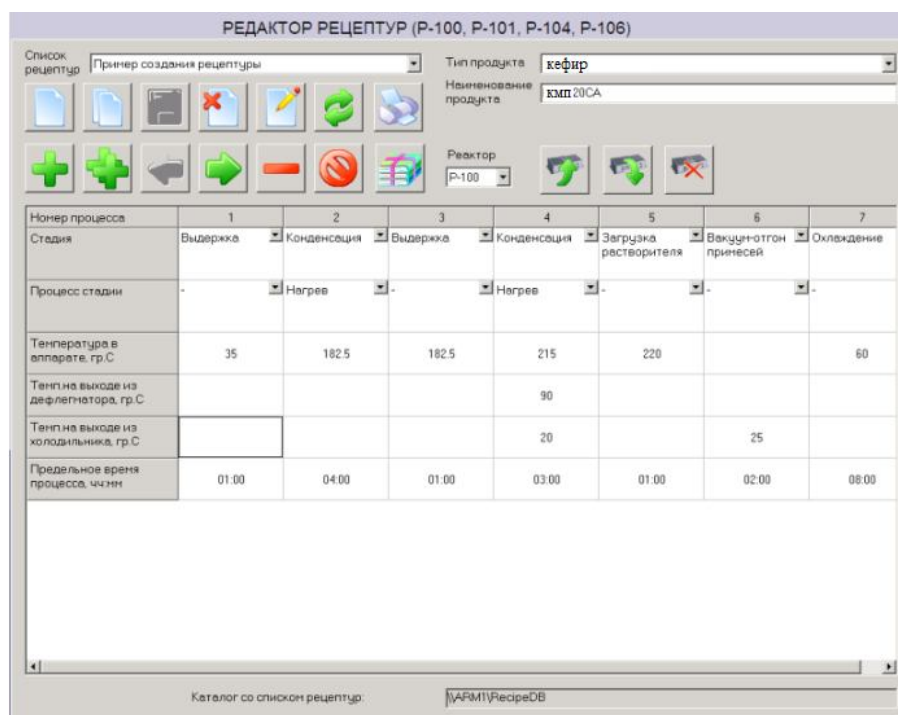 РЕДАКТОР РЕЦЕПТУР (Р-100, Р-101, Р-104, Р-106)
Список рецептур
Пример создания рецептуры
Тип продукта
кефир
Наименование продукта
кмп20СА
Реактор
Р-100
Номер процесса 1 2 3 4 5 6 7
Стадия Выдержка Конденсация Выдержка Конденсация Загрузка растворителя Вакуум-отгон примесей Охлаждение
Процесс стадии - Нагрев - Нагрев - - -
Температура в аппарате, гр.С 35 182.5 182.5 215 220 60
Темп.на выходе из дефлегматора, гр.С 90
Темп.на выходе из холодильника, гр.С 20 25
Предельное время процесса, чч:мм 01:00 04:00 01:00 03:00 01:00 02:00 08:00
Каталог со списком рецептур:
\\ARM1\RecipeDB